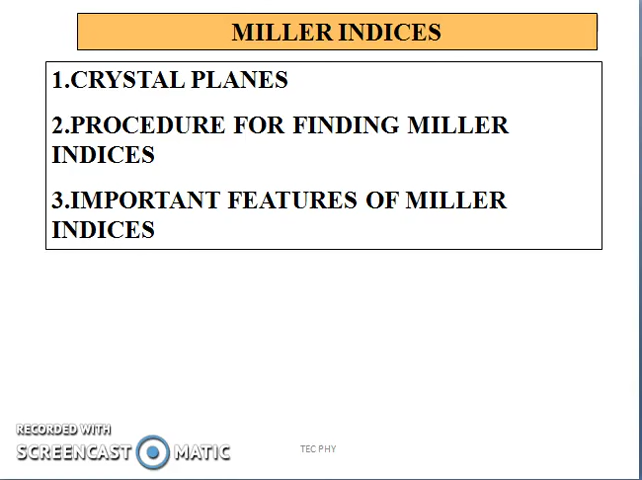 MILLER INDICES
1.CRYSTAL PLANES
2.PROCEDURE FOR FINDING MILLER
INDICES
3.IMPORTANT FEATURES OF MILLER
INDICES
RECORDED WITH
SCREENCAST MATIC
TEC PHY